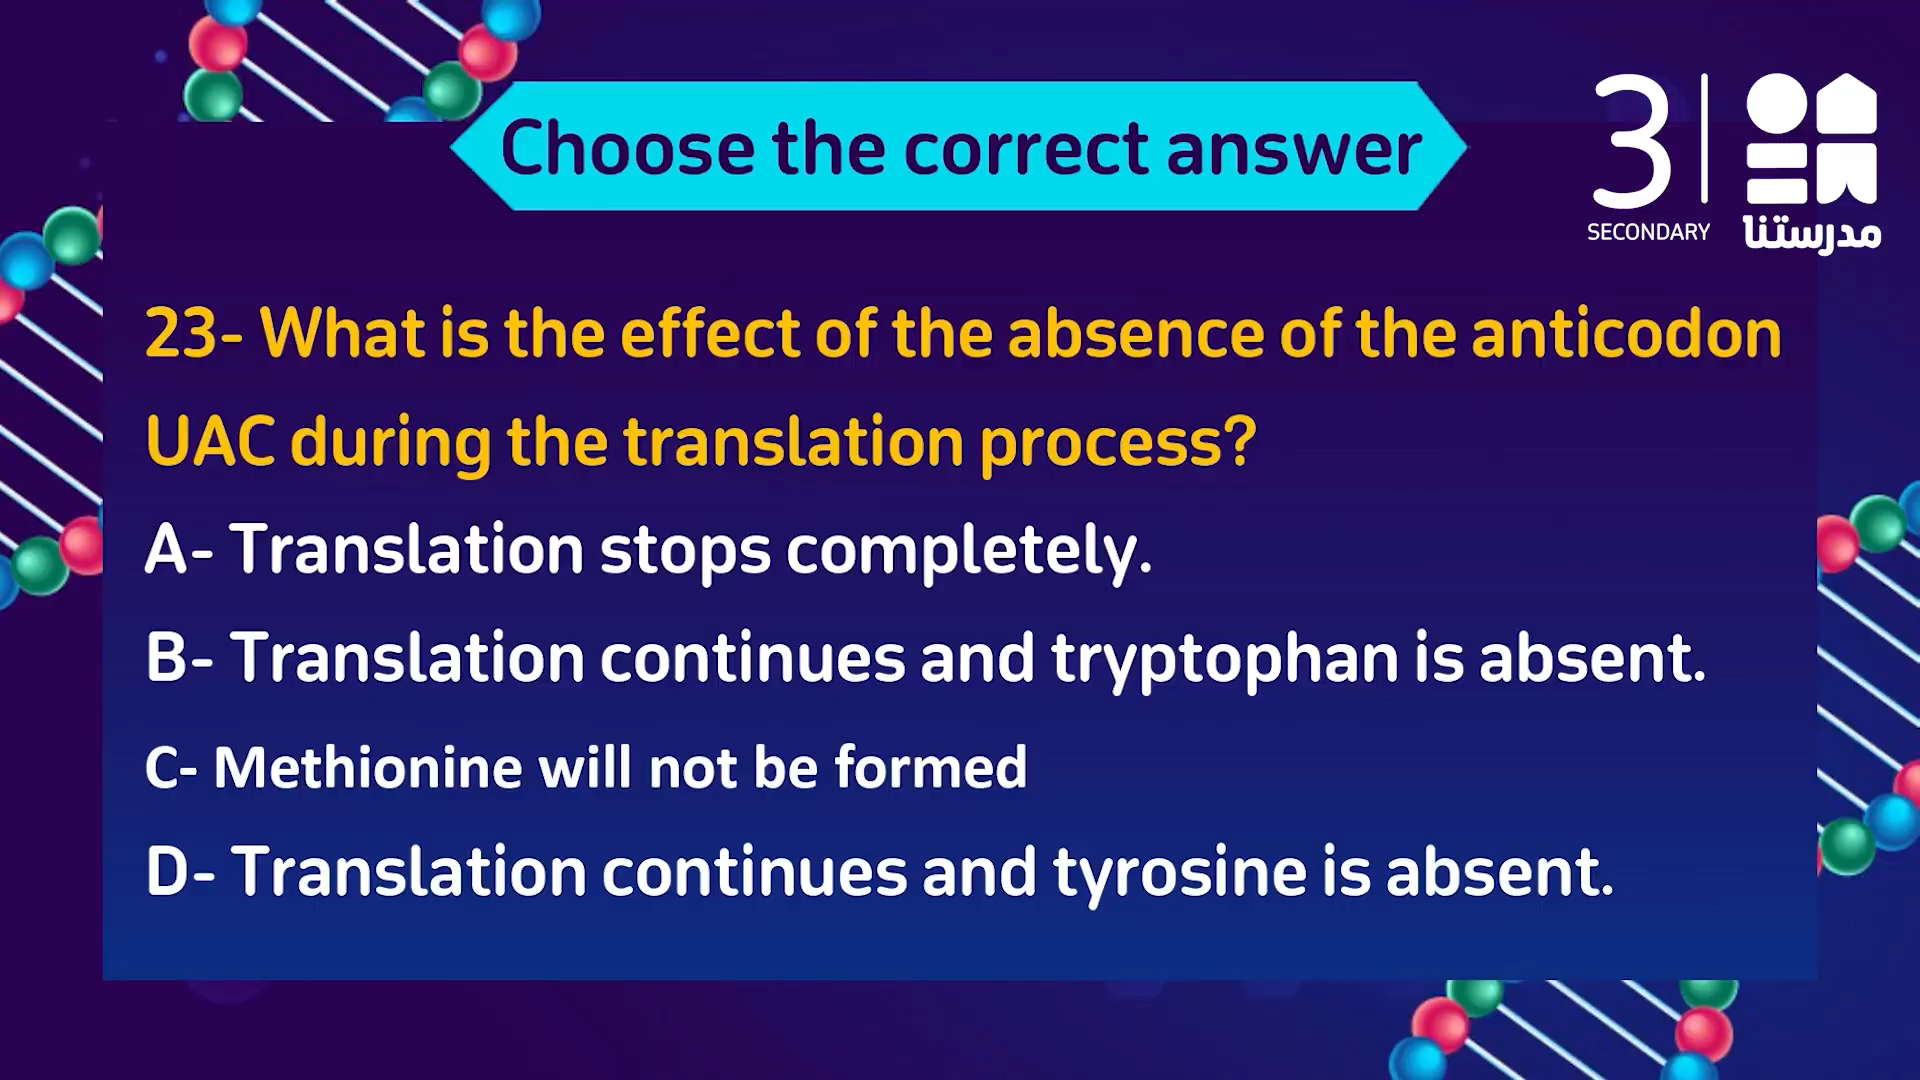 Choose the correct answer
3
SECONDARY
مدرستنا
23- What is the effect of the absence of the anticodon
UAC during the translation process?
A- Translation stops completely.
B- Translation continues and tryptophan is absent.
C- Methionine will not be formed
D- Translation continues and tyrosine is absent.